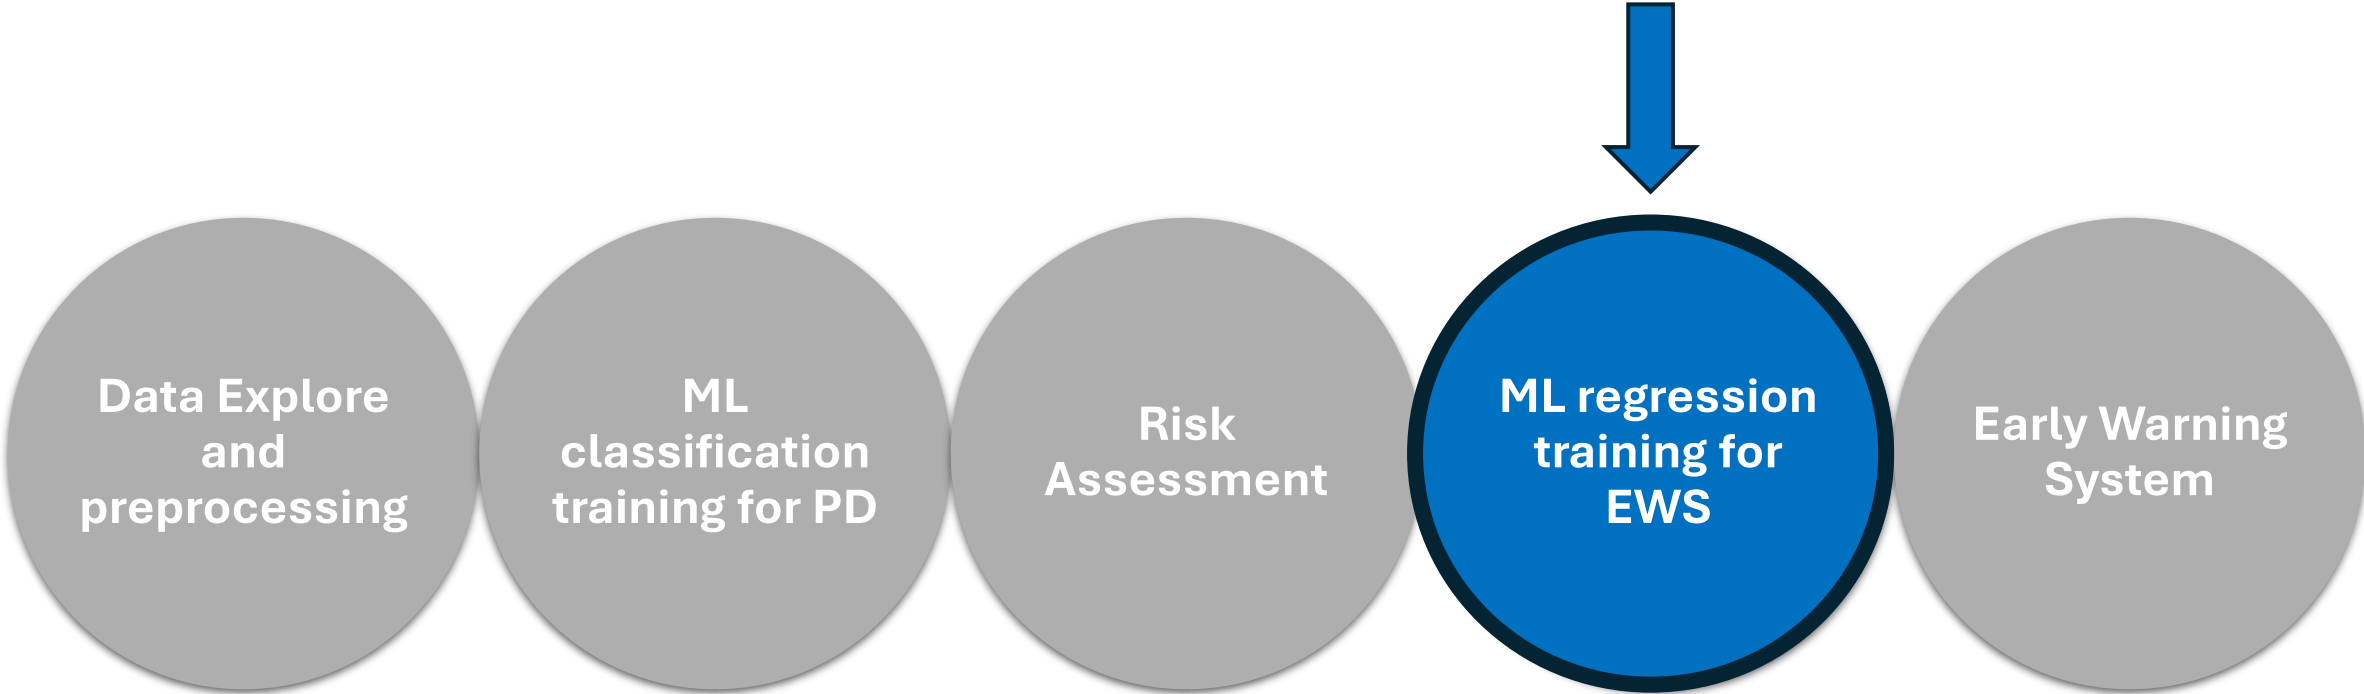 Data Explore
and
preprocessing
ML
classification
training for PD
Risk
Assessment
ML regression
training for
EWS
Early Warning
System